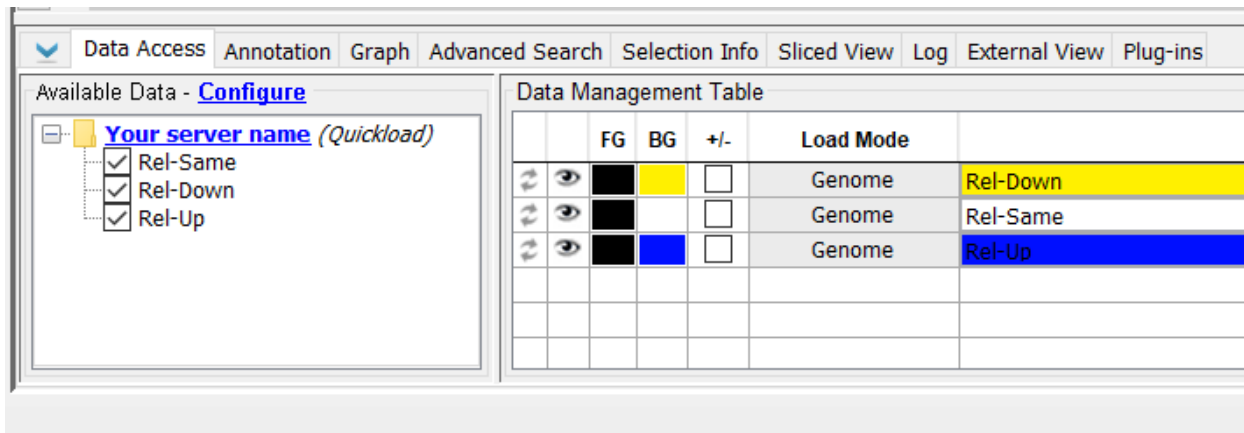 Data Access Annotation Graph Advanced Search Selection Info Sliced View Log External View Plug-ins
Available Data - Configure
Your server name (Quickload)
Rel-Same
Rel-Down
Rel-Up
Data Management Table
FG BG +/- Load Mode
Genome Rel-Down
Genome Rel-Same
Genome Rel-Up